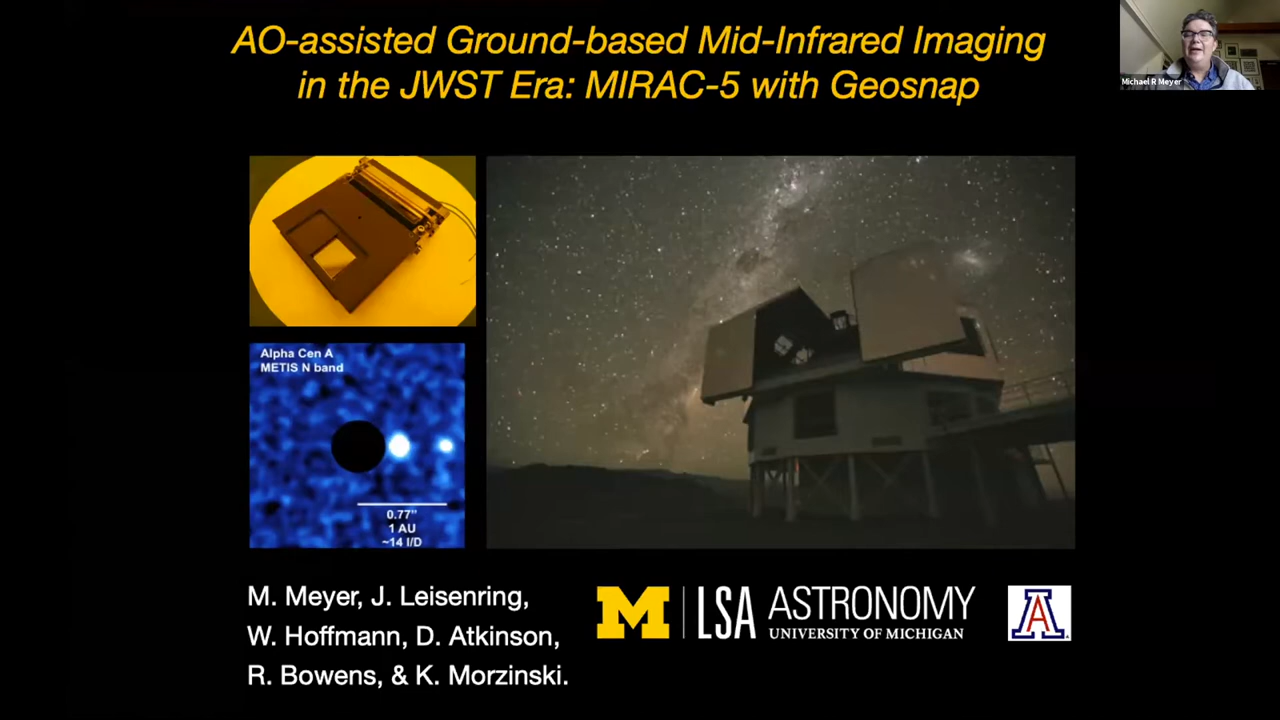 AO-assisted Ground-based Mid-Infrared Imaging
in the JWST Era: MIRAC-5 with Geosnap
Michael R Meyer
Alpha Cen A
METIS N band
0.77”
1 AU
~14 l/D
M. Meyer, J. Leisenring,
W. Hoffmann, D. Atkinson,
R. Bowens, & K. Morzinski.
M | LSA ASTRONOMY
UNIVERSITY OF MICHIGAN
A